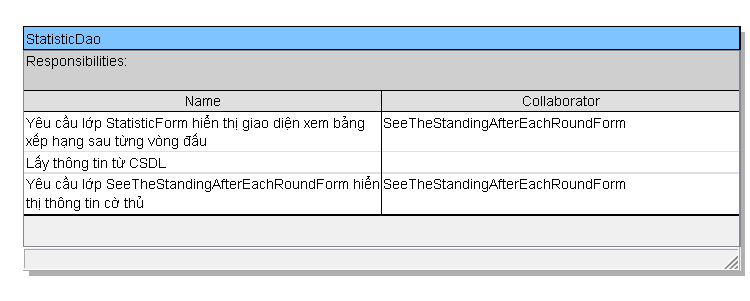 StatisticDao
Responsibilities:
Name Collaborator
Yêu cầu lớp StatisticForm hiển thị giao diện xem bảng SeeTheStandingAfterEachRoundForm
xếp hạng sau từng vòng đấu
Lấy thông tin từ CSDL
Yêu cầu lớp SeeTheStandingAfterEachRoundForm hiển SeeTheStandingAfterEachRoundForm
thị thông tin cờ thủ